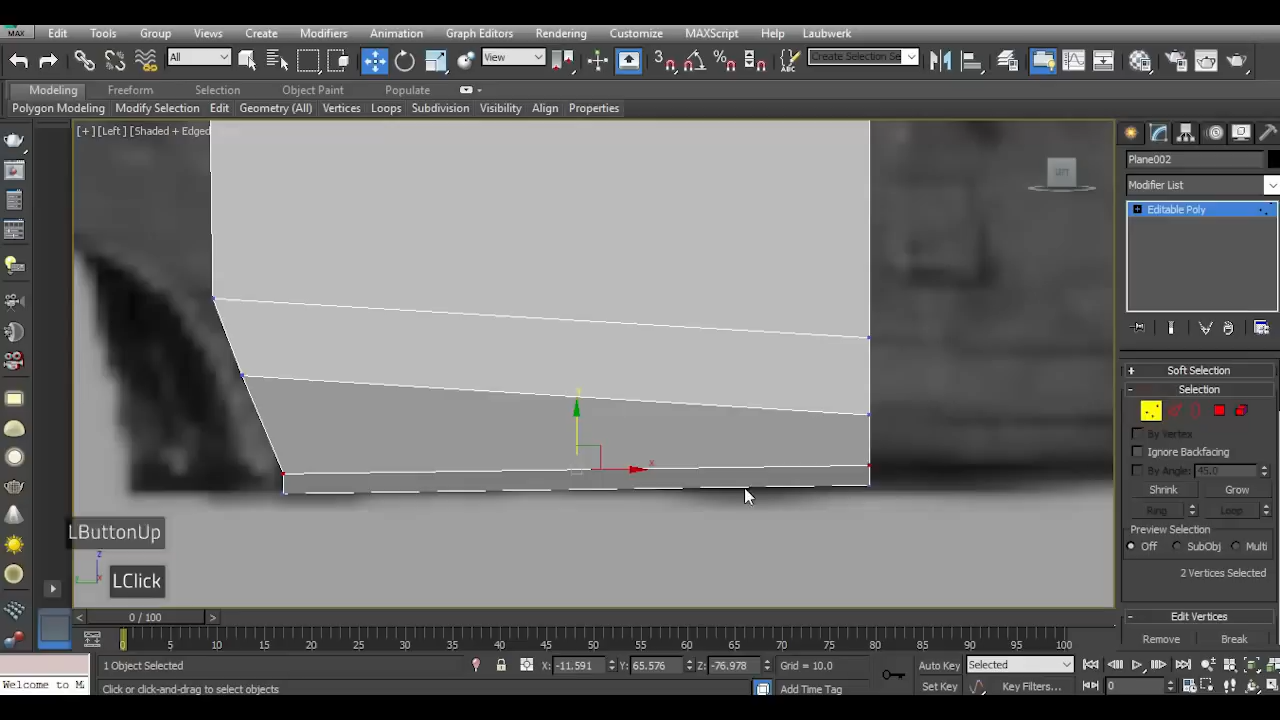 MAX Edit Tools Group Views Create Modifiers Animation Graph Editors Rendering Customize MAXScript Help Laubwerk
All View 3 Create Selection Se
Modeling Freeform Selection Object Paint Populate
Polygon Modeling Modify Selection Edit Geometry (All) Vertices Loops Subdivision Visibility Align Properties
[+] [Left] [Shaded + Edged
LEFT
Plane002
Modifier List
Editable Poly
Soft Selection
Selection
By Vertex
Ignore Backfacing
By Angle: 45.0
Shrink Grow
Ring Loop
Preview Selection
Off SubObj Multi
2 Vertices Selected
Edit Vertices
Remove Break
y
x
LButtonUp
LClick
z
x
0 / 100
0 5 10 15 20 25 30 35 40 45 50 55 60 65 70 75 80 85 90 95 100
1 Object Selected X: -11.591 Y: 65.576 Z: -76.978 Grid = 10.0 Auto Key Selected
Welcome to M. Click or click-and-drag to select objects Add Time Tag Set Key Key Filters... 0